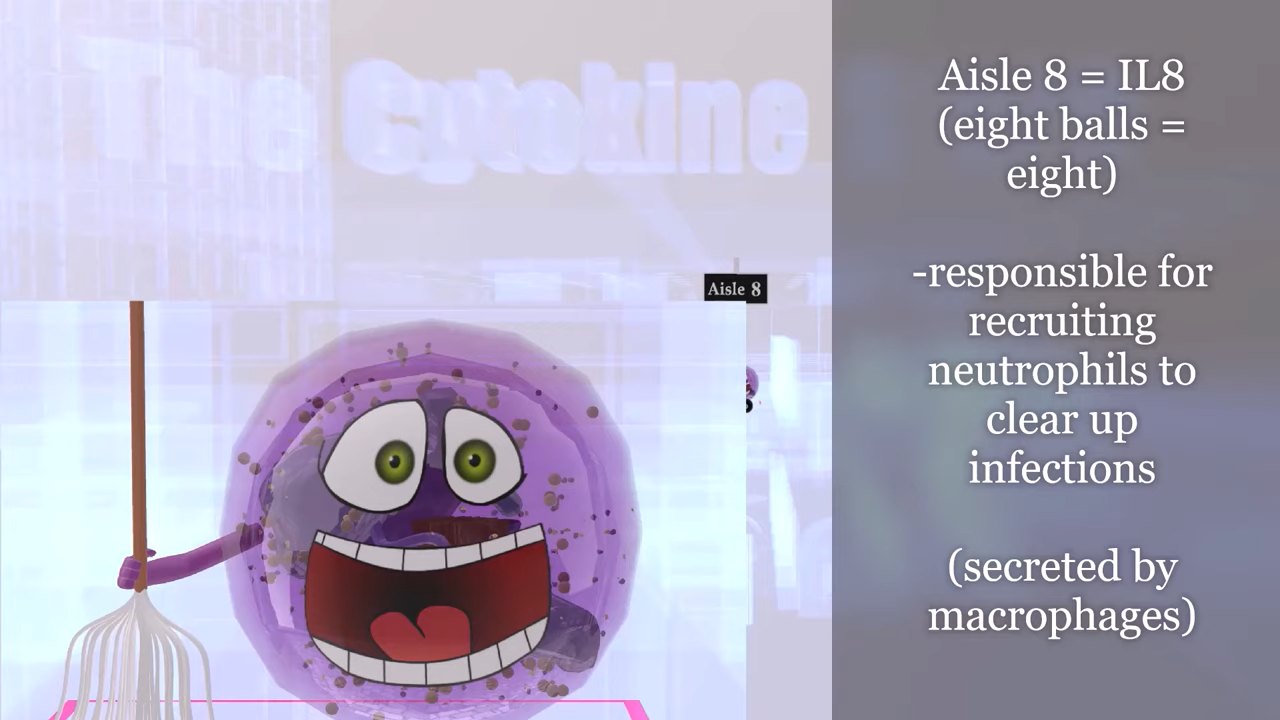 The Cytokine
Aisle 8
Aisle 8 = IL8
(eight balls =
eight)
-responsible for
recruiting
neutrophils to
clear up
infections
(secreted by
macrophages)